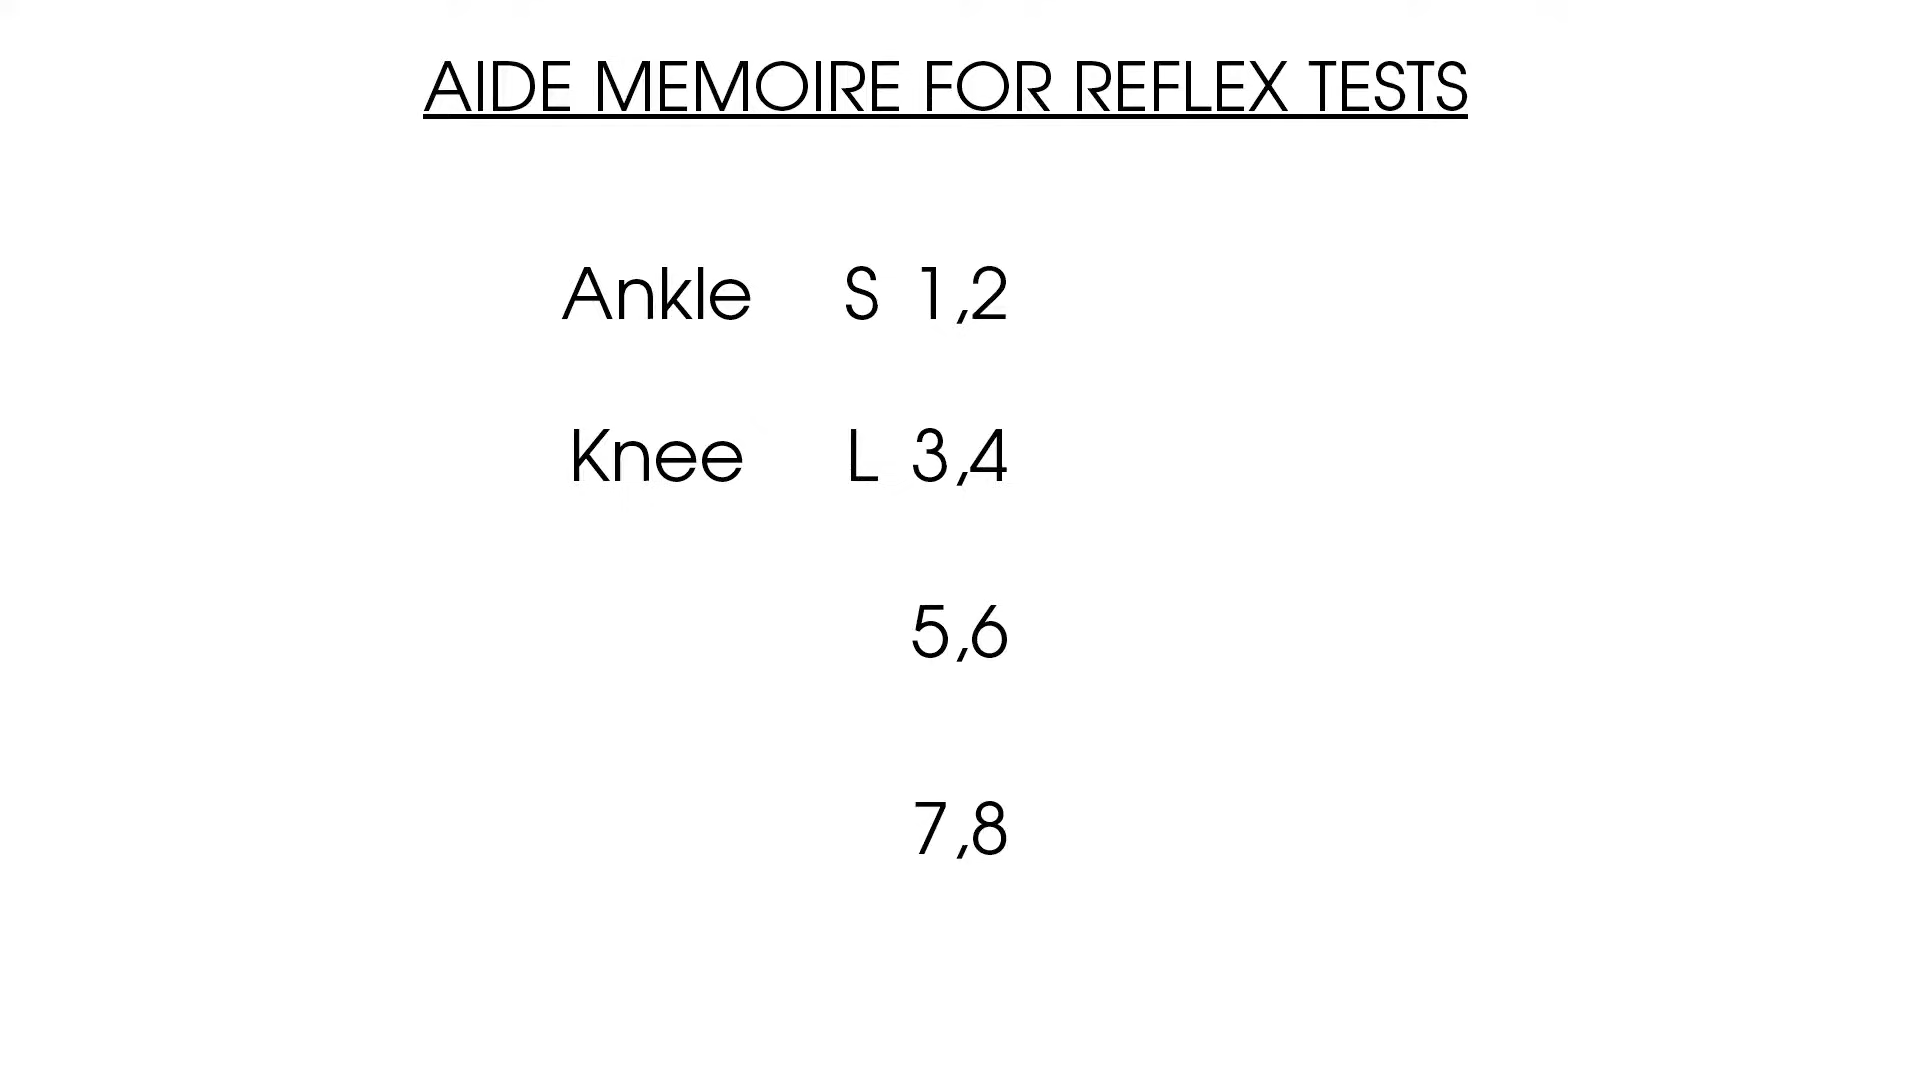 AIDE MEMOIRE FOR REFLEX TESTS
Ankle S 1,2
Knee L 3,4
5,6
7,8